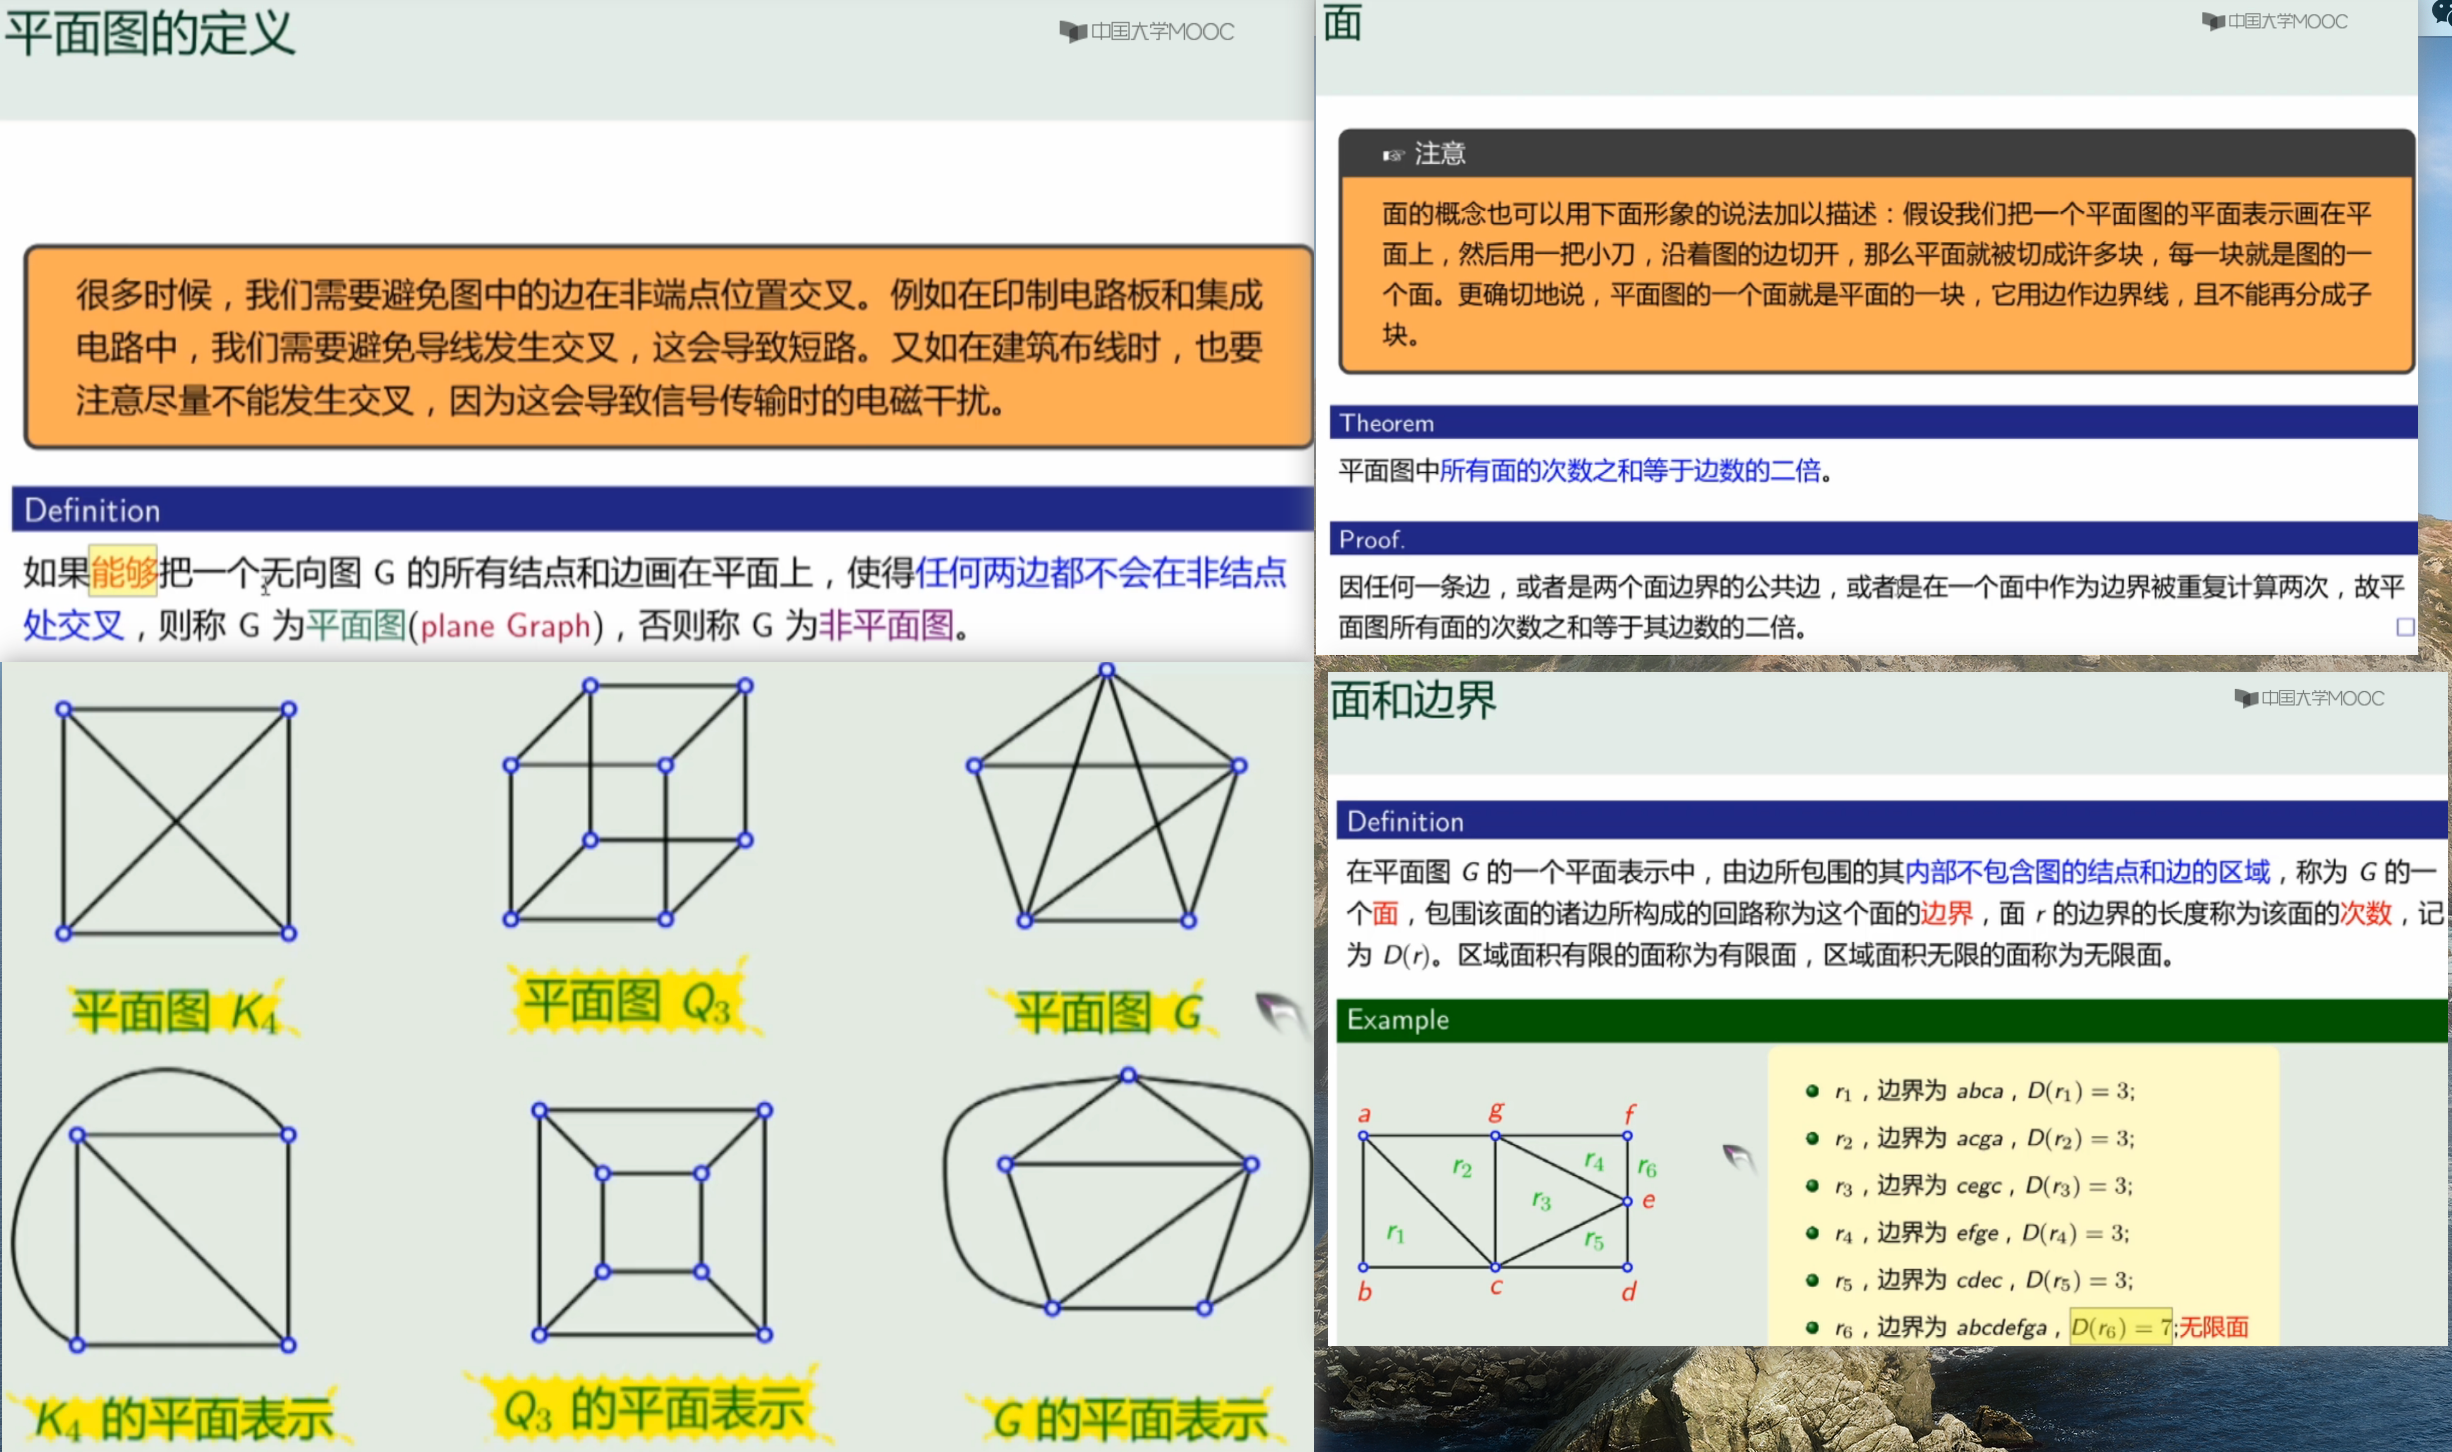 平面图的定义
中国大学MOOC
很多时候，我们需要避免图中的边在非端点位置交叉。例如在印制电路板和集成
电路中，我们需要避免导线发生交叉，这会导致短路。又如在建筑布线时，也要
注意尽量不能发生交叉，因为这会导致信号传输时的电磁干扰。
Definition
如果能够把一个无向图 G 的所有结点和边画在平面上，使得任何两边都不会在非结点
处交叉，则称 G 为平面图(plane Graph)，否则称 G 为非平面图。
平面图 K₄
平面图 Q₃
平面图 G
K₄ 的平面表示
Q₃ 的平面表示
G 的平面表示
面
中国大学MOOC
☞ 注意
面的概念也可以用下面形象的说法加以描述：假设我们把一个平面图的平面表示画在平
面上，然后用一把小刀，沿着图的边切开，那么平面就被切成许多块，每一块就是图的一
个面。更确切地说，平面图的一个面就是平面的一块，它用边作边界线，且不能再分成子
块。
Theorem
平面图中所有面的次数之和等于边数的二倍。
Proof.
因任何一条边，或者是两个面边界的公共边，或者是在一个面中作为边界被重复计算两次，故平
面图所有面的次数之和等于其边数的二倍。
面和边界
中国大学MOOC
Definition
在平面图 G 的一个平面表示中，由边所包围的其内部不包含图的结点和边的区域，称为 G 的一
个面，包围该面的诸边所构成的回路称为这个面的边界，面 r 的边界的长度称为该面的次数，记
为 D(r)。区域面积有限的面称为有限面，区域面积无限的面称为无限面。
Example
a g f
r₂ r₄ r₆
r₃ e
r₁ r₅
b c d
r₁，边界为 abca，D(r₁) = 3;
r₂，边界为 acga，D(r₂) = 3;
r₃，边界为 cegc，D(r₃) = 3;
r₄，边界为 efge，D(r₄) = 3;
r₅，边界为 cdec，D(r₅) = 3;
r₆，边界为 abcdefga，D(r₆) = 7;无限面